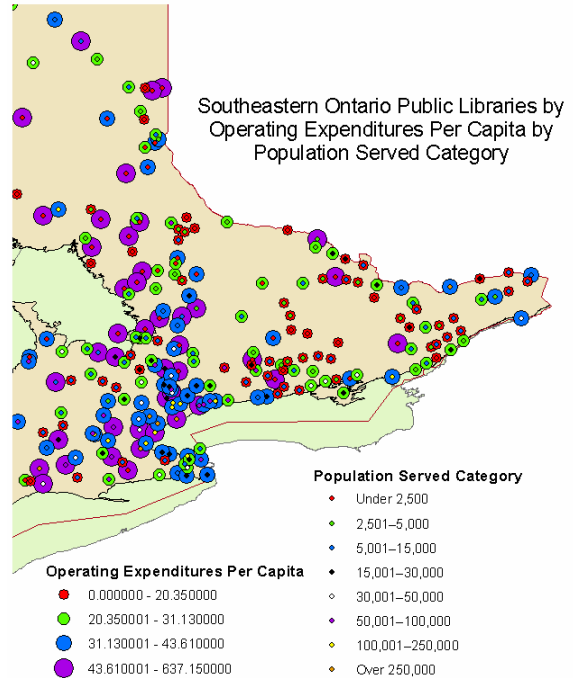 Southeastern Ontario Public Libraries by
Operating Expenditures Per Capita by
Population Served Category
Population Served Category
Under 2,500
2,501–5,000
5,001–15,000
15,001–30,000
30,001–50,000
50,001–100,000
100,001–250,000
Over 250,000
Operating Expenditures Per Capita
0.000000 - 20.350000
20.350001 - 31.130000
31.130001 - 43.610000
43.610001 - 637.150000